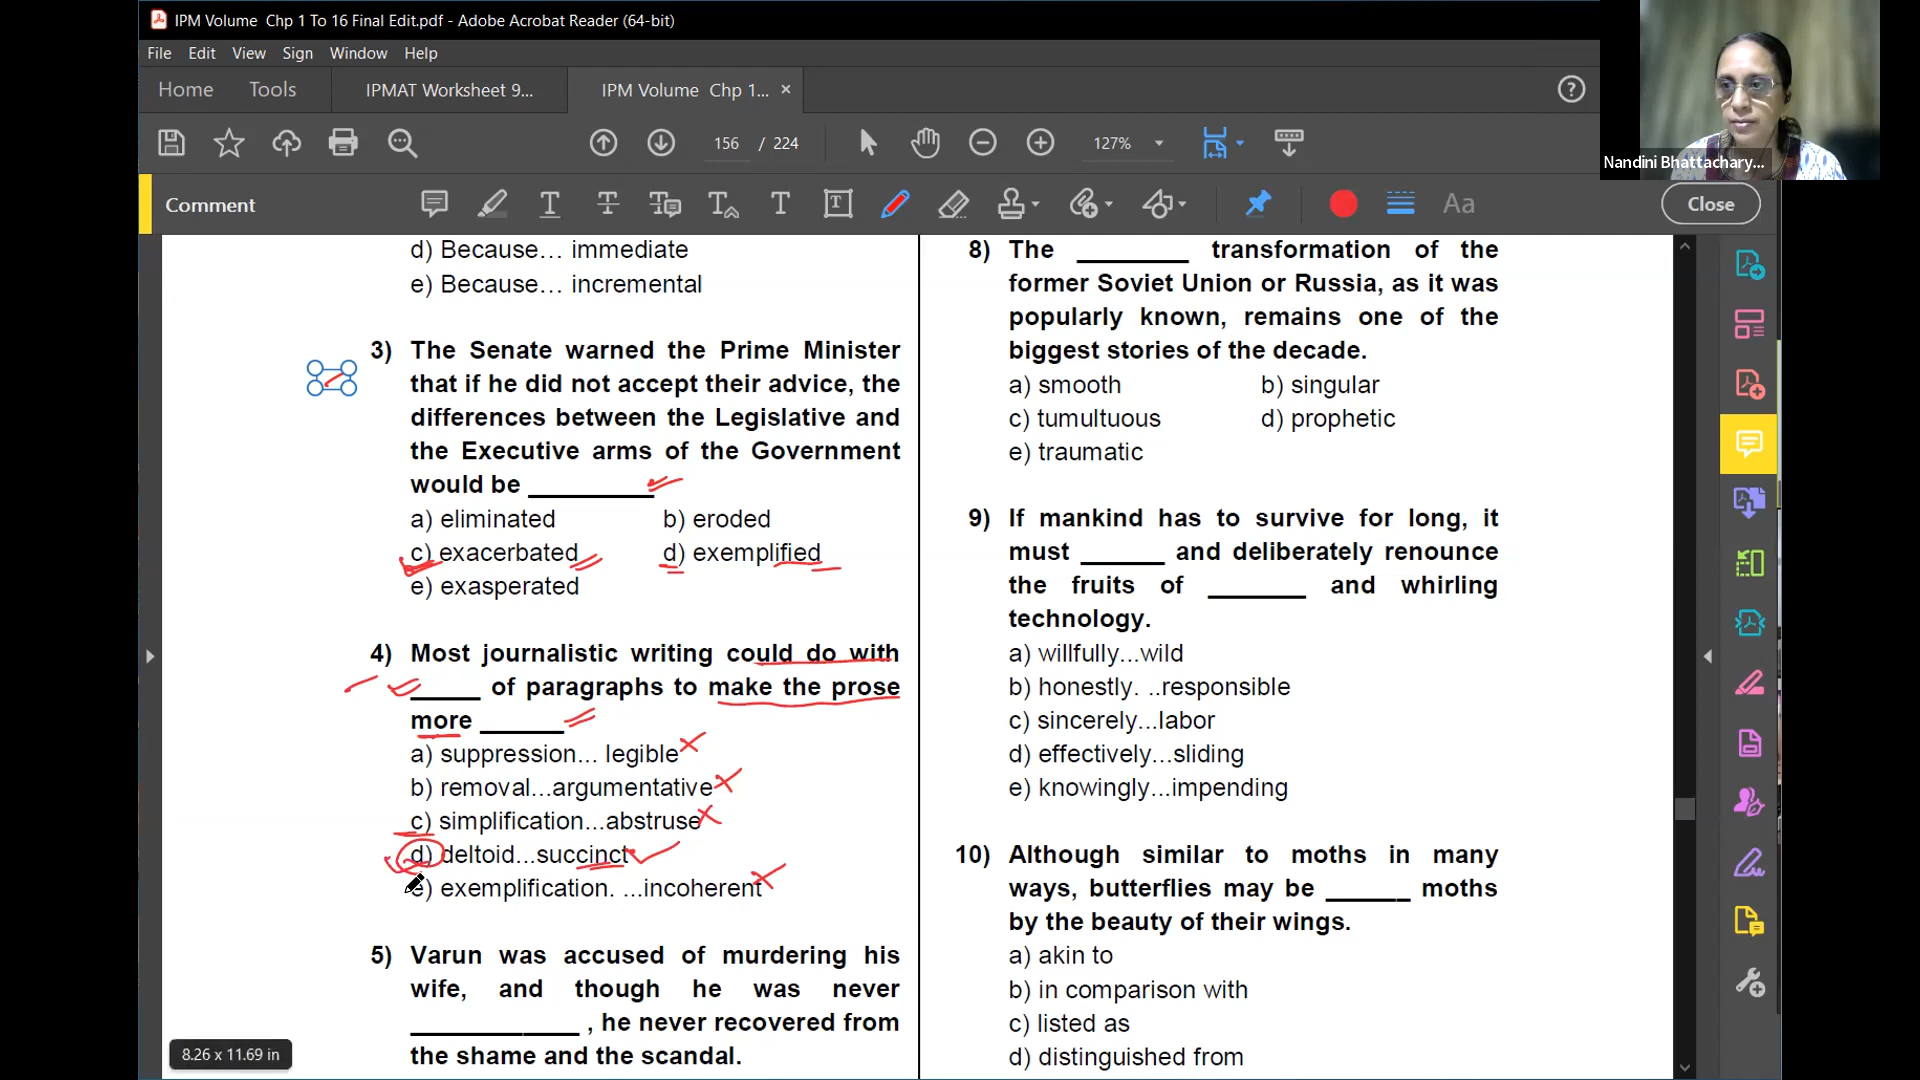 IPM Volume Chp 1 To 16 Final Edit.pdf - Adobe Acrobat Reader (64-bit)
File Edit View Sign Window Help
Home Tools IPMAT Worksheet 9... IPM Volume Chp 1... ×
156 / 224 127%
Nandini Bhattachary...
Comment Aa Close
d) Because... immediate
e) Because... incremental
3) The Senate warned the Prime Minister
that if he did not accept their advice, the
differences between the Legislative and
the Executive arms of the Government
would be _________
a) eliminated b) eroded
c) exacerbated d) exemplified
e) exasperated
4) Most journalistic writing could do with
_____ of paragraphs to make the prose
more ______
a) suppression... legible
b) removal...argumentative
c) simplification...abstruse
d) deltoid...succinct
e) exemplification. ...incoherent
5) Varun was accused of murdering his
wife, and though he was never
____________ , he never recovered from
the shame and the scandal.
8) The ________ transformation of the
former Soviet Union or Russia, as it was
popularly known, remains one of the
biggest stories of the decade.
a) smooth b) singular
c) tumultuous d) prophetic
e) traumatic
9) If mankind has to survive for long, it
must ______ and deliberately renounce
the fruits of _______ and whirling
technology.
a) willfully...wild
b) honestly. ..responsible
c) sincerely...labor
d) effectively...sliding
e) knowingly...impending
10) Although similar to moths in many
ways, butterflies may be ______ moths
by the beauty of their wings.
a) akin to
b) in comparison with
c) listed as
d) distinguished from
8.26 x 11.69 in